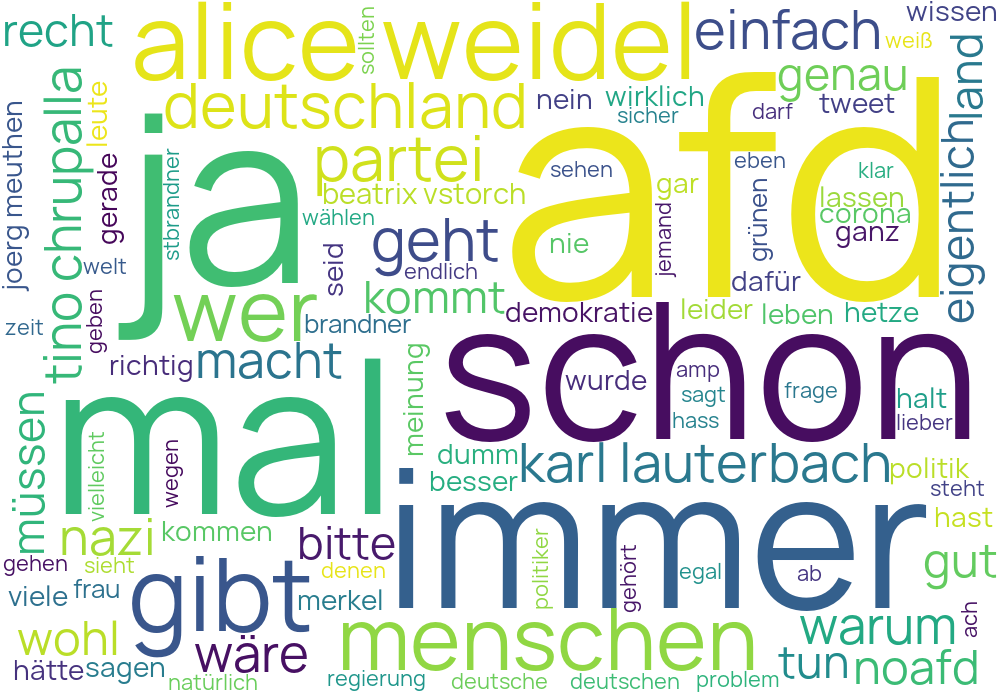 recht
alice weidel
sollten
einfach
wissen
weiß
deutschland
nein
wirklich
sicher
genau
darf
tweet
land
eigentlich
joerg meuthen
tino chrupalla
leute
gerade
ja
stbrandner
partei
beatrix vstorch
wählen
afd
sehen
gar
eben
klar
lassen
corona
ganz
grünen
jemand
nie
geht
endlich
seid
welt
geben
zeit
wer
kommt
brandner
dafür
demokratie
leider
leben
hetze
richtig
macht
schon
wurde
amp
sagt
hass
frage
halt
lieber
meinung
mal
müssen
vielleicht
wegen
dumm
besser
karl lauterbach
politik
steht
hast
immer
nazi
kommen
bitte
gehen
sieht
denen
politiker
gehört
egal
ab
gut
viele
frau
gibt
merkel
ach
wohl
wäre
menschen
warum
hätte
sagen
natürlich
regierung
deutsche
deutschen
problem
tun
noafd